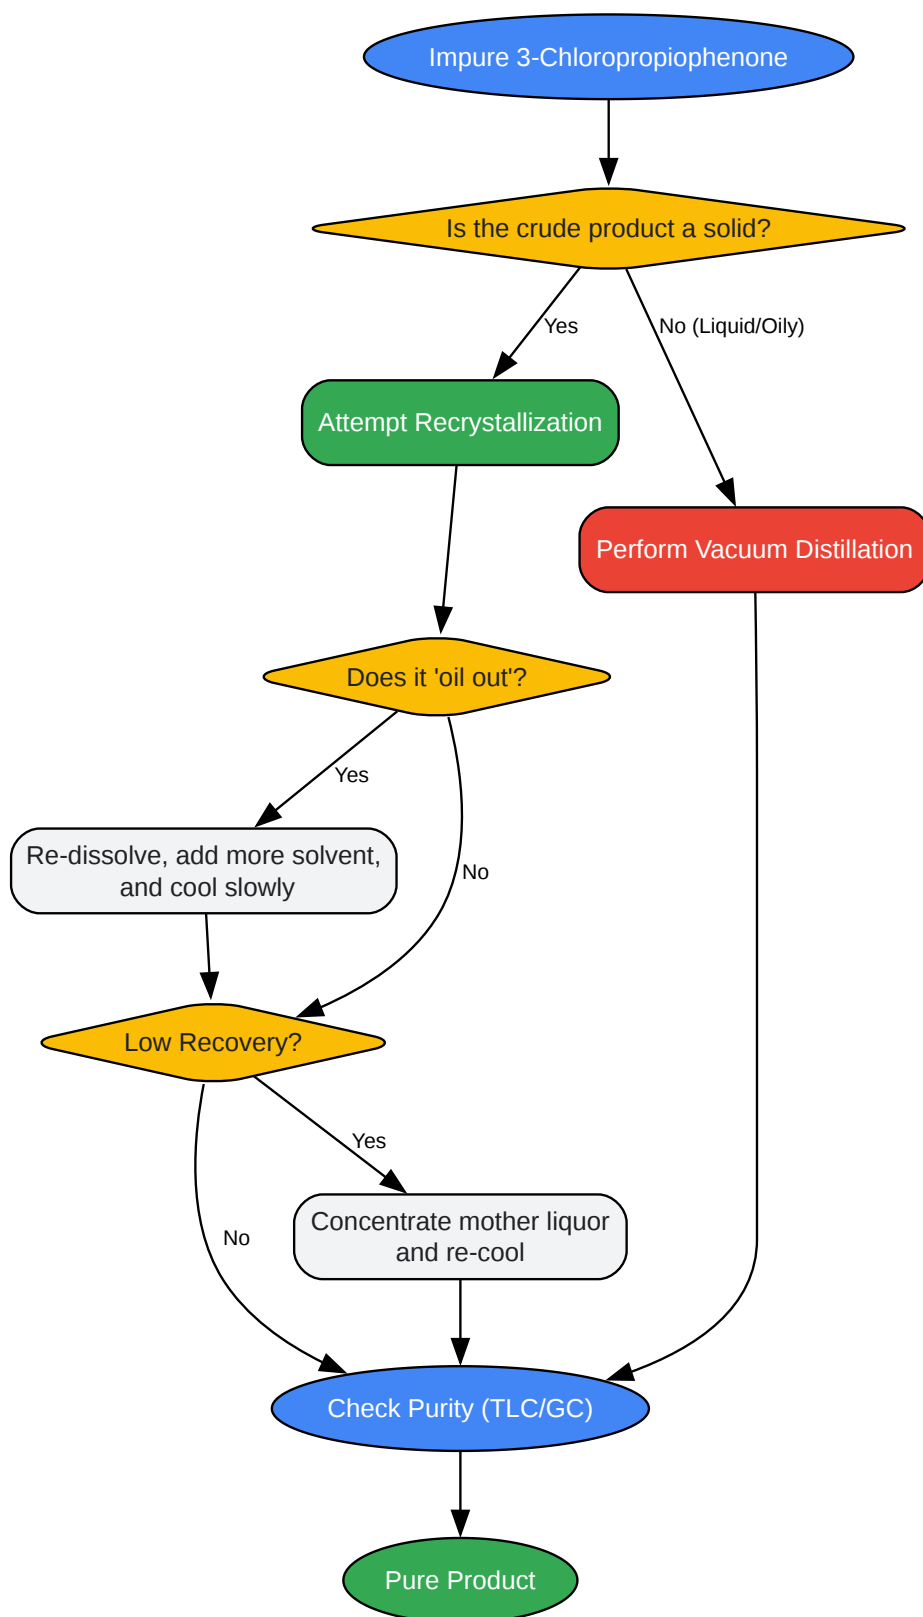 Impure 3-Chloropropiophenone
Is the crude product a solid?
Yes
No (Liquid/Oily)
Attempt Recrystallization
Perform Vacuum Distillation
Does it 'oil out'?
Yes
Re-dissolve, add more solvent,
and cool slowly
No
Low Recovery?
Yes
Concentrate mother liquor
and re-cool
No
Check Purity (TLC/GC)
Pure Product